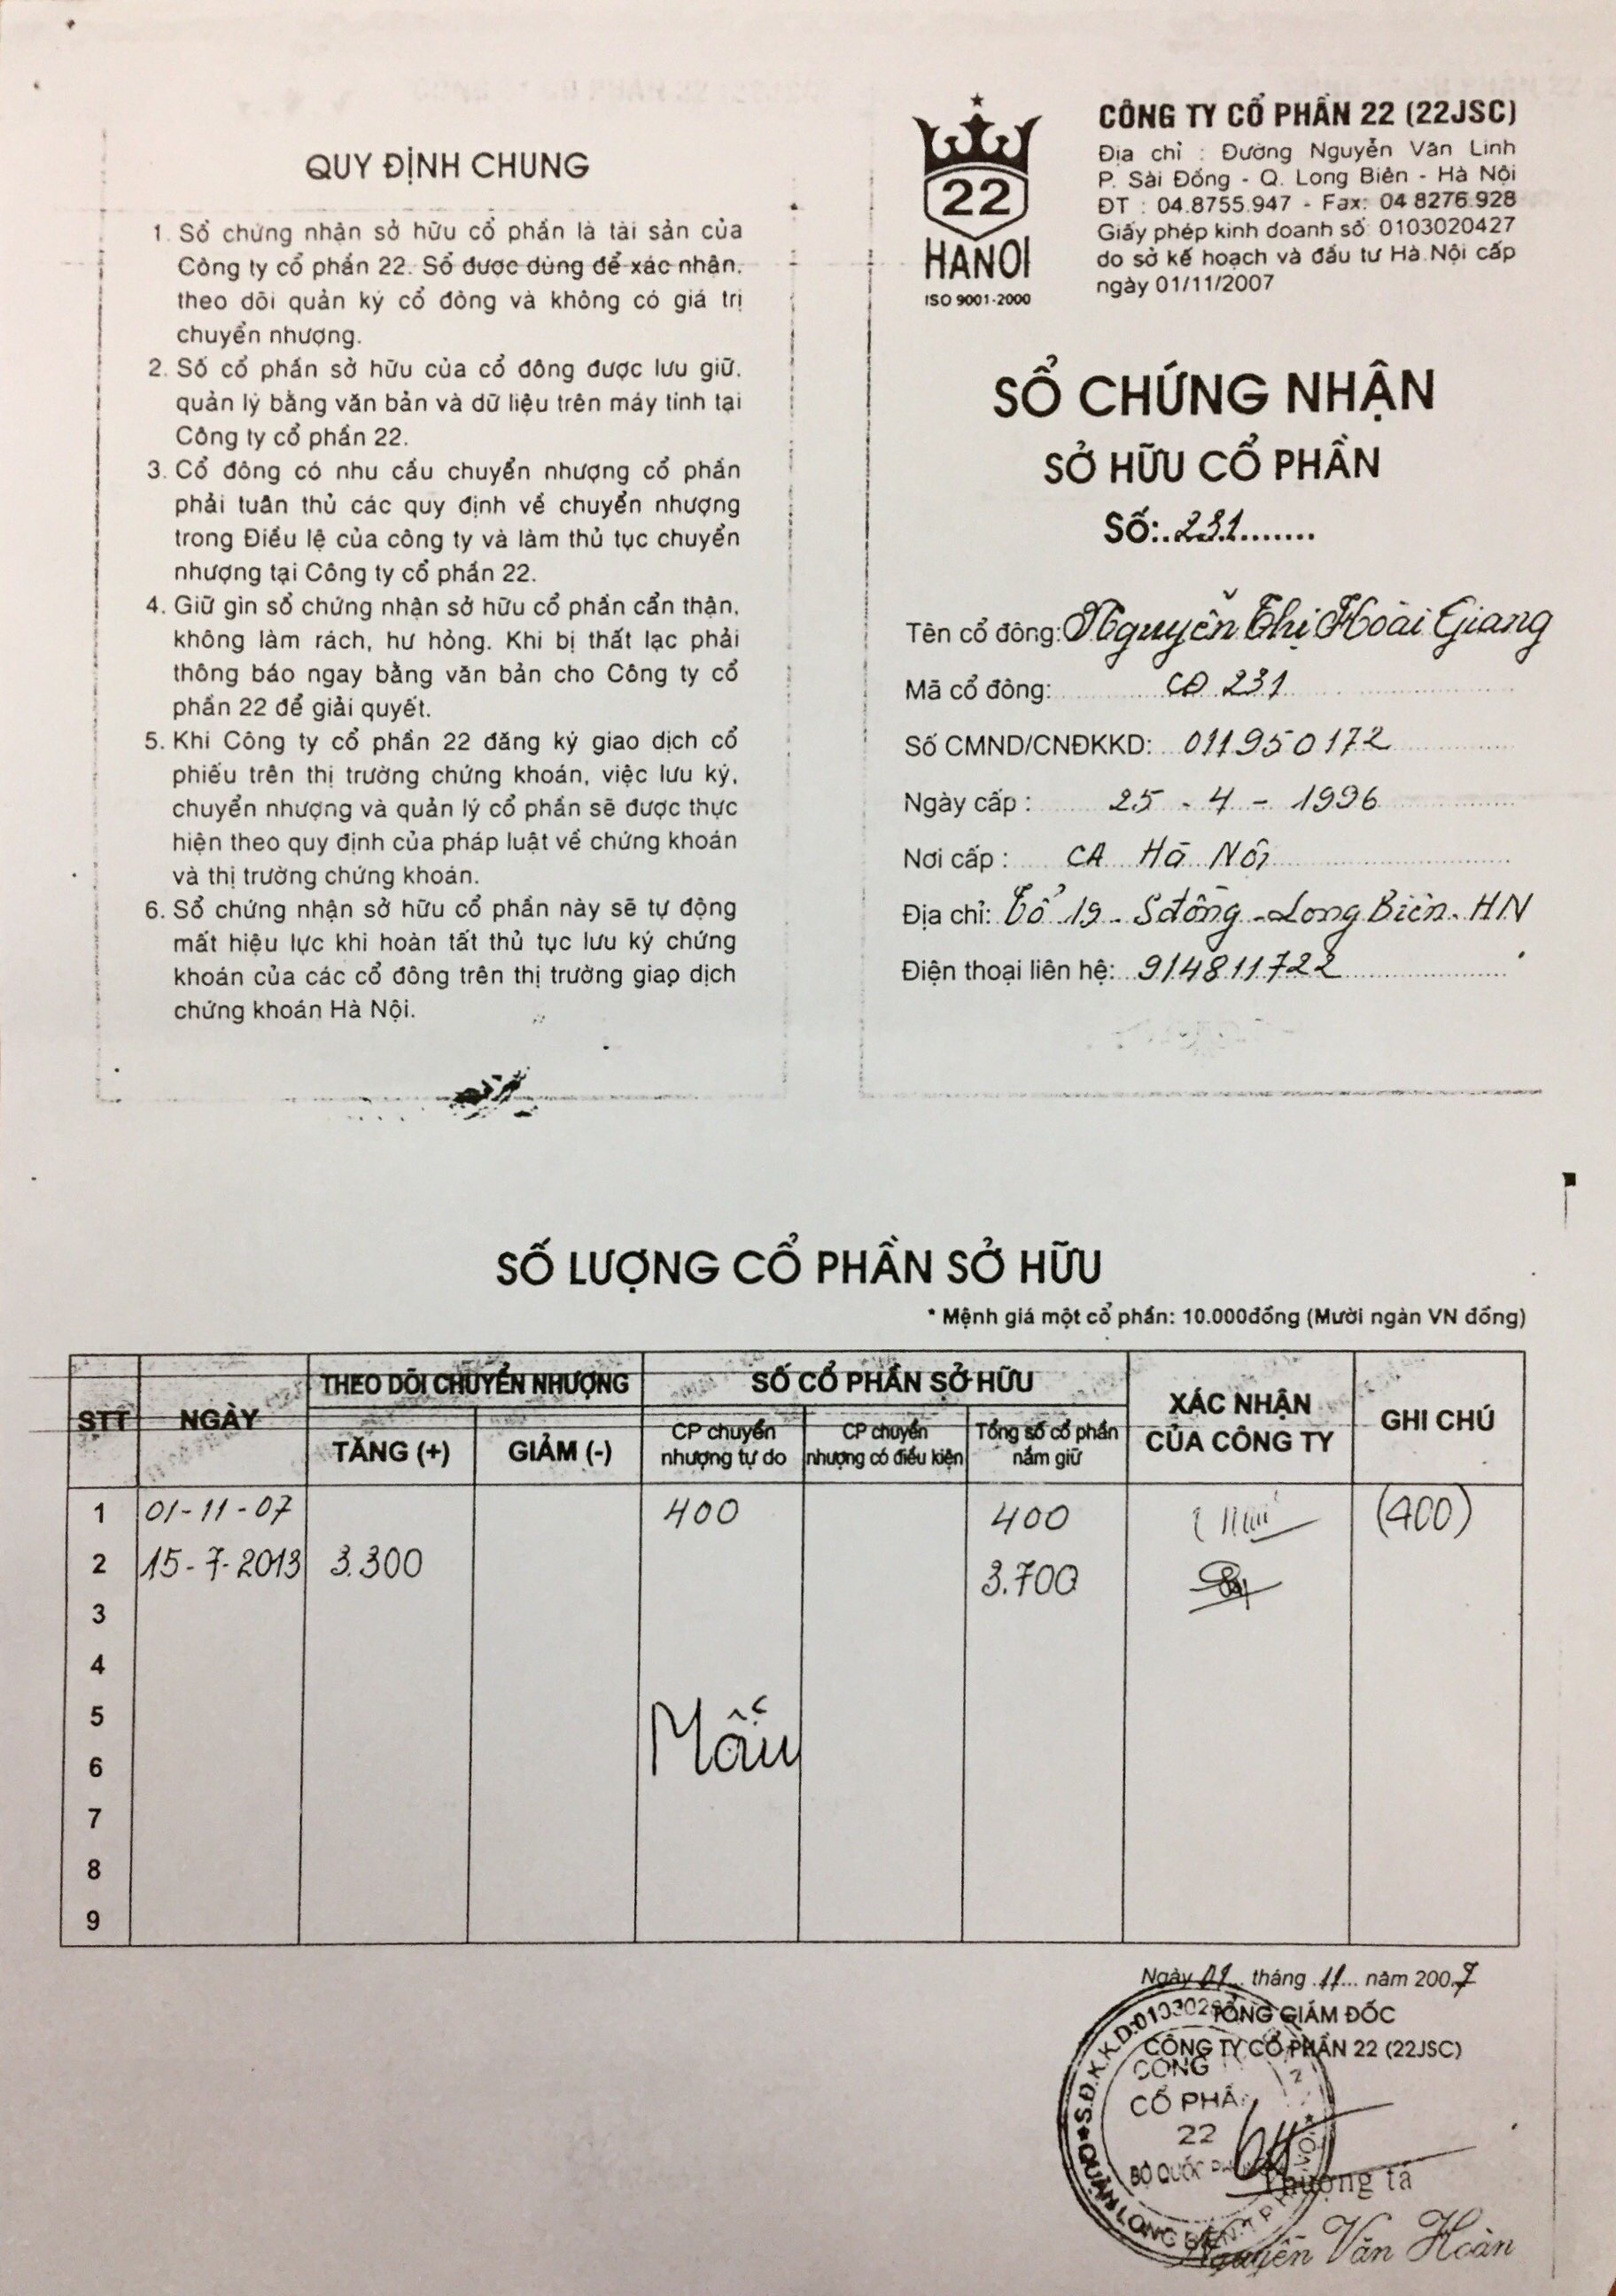 QUY ĐỊNH CHUNG
1. Sổ chứng nhận sở hữu cổ phần là tài sản của
Công ty cổ phần 22. Sổ được dùng để xác nhận,
theo dõi quản ký cổ đông và không có giá trị
chuyển nhượng.
2. Số cổ phần sở hữu của cổ đông được lưu giữ,
quản lý bằng văn bản và dữ liệu trên máy tính tại
Công ty cổ phần 22.
3. Cổ đông có nhu cầu chuyển nhượng cổ phần
phải tuân thủ các quy định về chuyển nhượng
trong Điều lệ của công ty và làm thủ tục chuyển
nhượng tại Công ty cổ phần 22.
4. Giữ gìn sổ chứng nhận sở hữu cổ phần cẩn thận,
không làm rách, hư hỏng. Khi bị thất lạc phải
thông báo ngay bằng văn bản cho Công ty cổ
phần 22 để giải quyết.
5. Khi Công ty cổ phần 22 đăng ký giao dịch cổ
phiếu trên thị trường chứng khoán, việc lưu ký,
chuyển nhượng và quản lý cổ phần sẽ được thực
hiện theo quy định của pháp luật về chứng khoán
và thị trường chứng khoán.
6. Sổ chứng nhận sở hữu cổ phần này sẽ tự động
mất hiệu lực khi hoàn tất thủ tục lưu ký chứng
khoán của các cổ đông trên thị trường giao dịch
chứng khoán Hà Nội.
22
HANOI
ISO 9001-2000
CÔNG TY CỔ PHẦN 22 (22JSC)
Địa chỉ : Đường Nguyễn Văn Linh
P. Sài Đồng - Q. Long Biên - Hà Nội
ĐT : 04.8755.947 - Fax: 04 8276.928
Giấy phép kinh doanh số: 0103020427
do sở kế hoạch và đầu tư Hà Nội cấp
ngày 01/11/2007
SỔ CHỨNG NHẬN
SỞ HỮU CỔ PHẦN
Số: 231
Tên cổ đông: Nguyễn Thị Hoài Giang
Mã cổ đông: CĐ 231
Số CMND/CNĐKKD: 011950172
Ngày cấp : 25 - 4 - 1996
Nơi cấp : CA Hà Nội
Địa chỉ: Tổ 19 - Sđồng - Long Biên - HN
Điện thoại liên hệ: 914811722
SỐ LƯỢNG CỔ PHẦN SỞ HỮU
* Mệnh giá một cổ phần: 10.000đồng (Mười ngàn VN đồng)
STT NGÀY THEO DÕI CHUYỂN NHƯỢNG SỐ CỔ PHẦN SỞ HỮU XÁC NHẬN CỦA CÔNG TY GHI CHÚ
TĂNG (+) GIẢM (-) CP chuyển nhượng tự do CP chuyển nhượng có điều kiện Tổng số cổ phần nắm giữ
1 01-11-07 400 400 (400)
2 15-7-2013 3.300 3.700
3
4
5
Mẫu
6
7
8
9
Ngày 01 tháng 11 năm 2007
TỔNG GIÁM ĐỐC
CÔNG TY CỔ PHẦN 22 (22JSC)
CỔ PHẦ
22
BỘ QUỐC
QUẬN LONG BIÊN
Thượng tá
Nguyễn Văn Hoàn